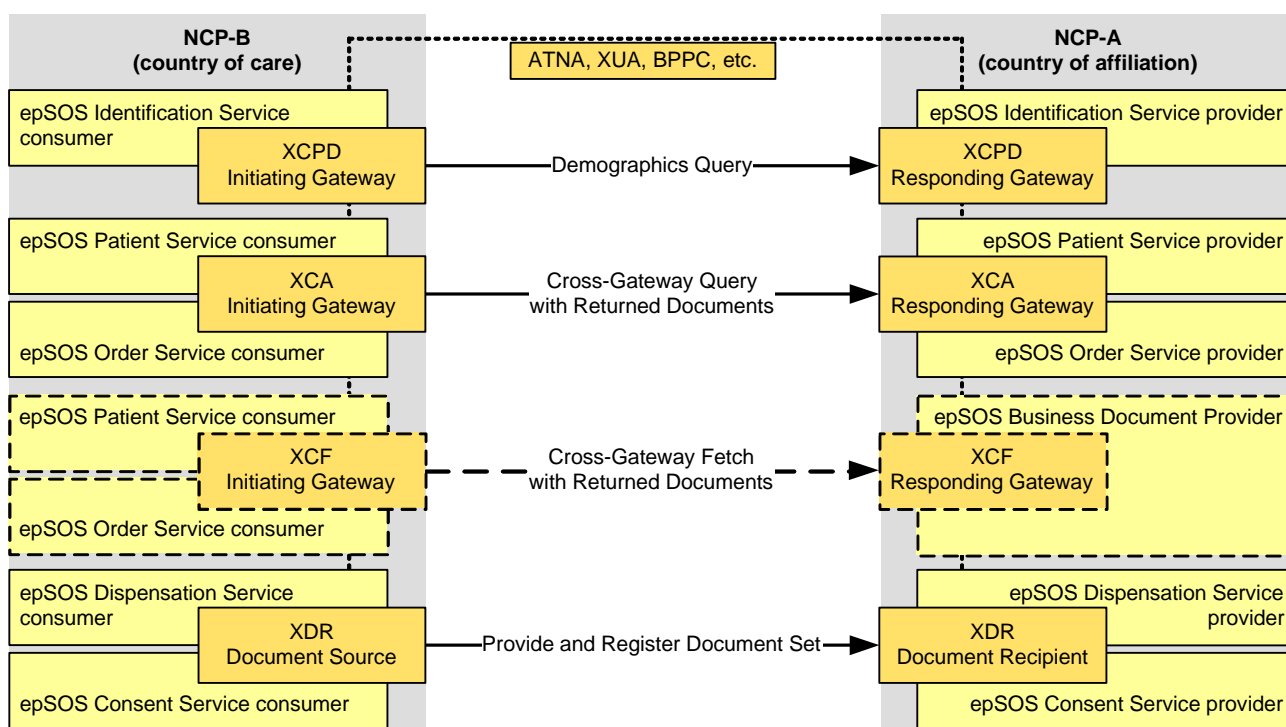 NCP-B
(country of care)
NCP-A
(country of affiliation)
ATNA, XUA, BPPC, etc.
epSOS Identification Service
consumer
XCPD
Initiating Gateway
Demographics Query
epSOS Identification Service provider
XCPD
Responding Gateway
epSOS Patient Service consumer
XCA
Initiating Gateway
epSOS Order Service consumer
Cross-Gateway Query
with Returned Documents
epSOS Patient Service provider
XCA
Responding Gateway
epSOS Order Service provider
epSOS Patient Service consumer
XCF
Initiating Gateway
epSOS Order Service consumer
Cross-Gateway Fetch
with Returned Documents
epSOS Business Document Provider
XCF
Responding Gateway
epSOS Dispensation Service
consumer
XDR
Document Source
epSOS Consent Service consumer
Provide and Register Document Set
epSOS Dispensation Service
provider
XDR
Document Recipient
epSOS Consent Service provider